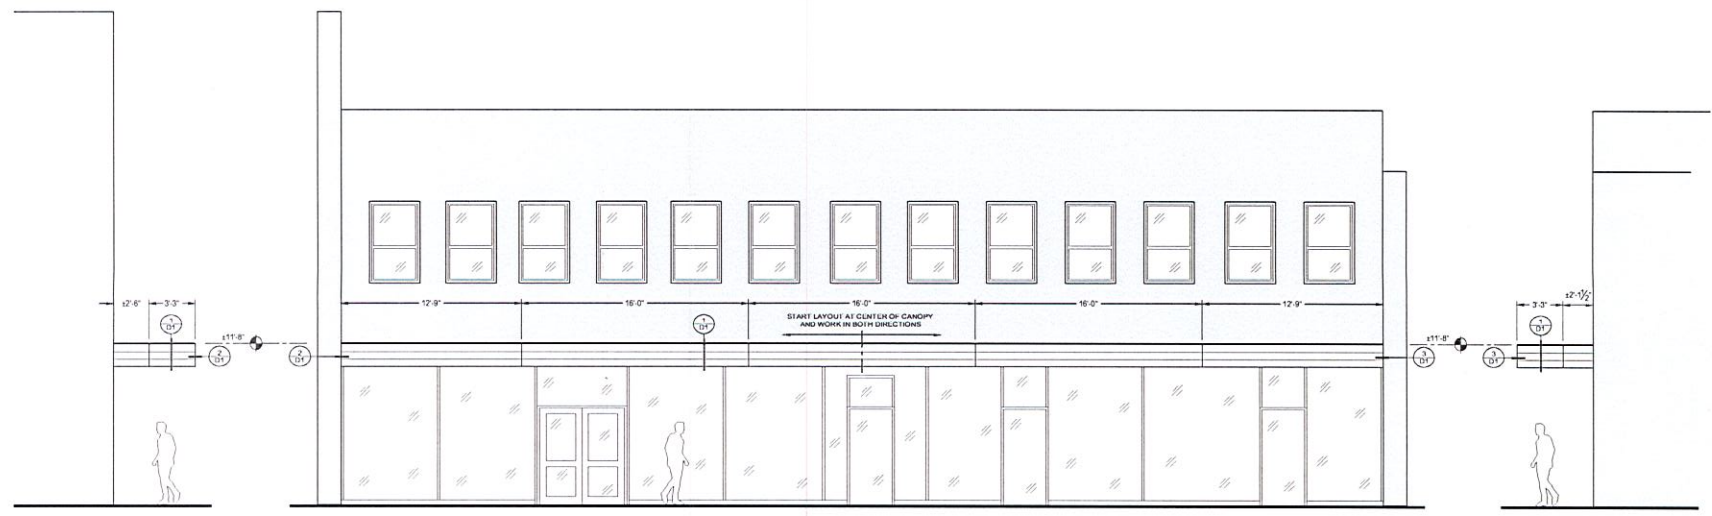 12'-9" 16'-0" 16'-0" 16'-0" 12'-9"
START LAYOUT AT CENTER OF CANOPY
AND WORK IN BOTH DIRECTIONS
±2'-6" 3'-3"
1
D1
±11'-8"
2
D1
2
D1
1
D1
±11'-8"
3
D1
3
D1
3'-3" ±2'-1½"
1
D1